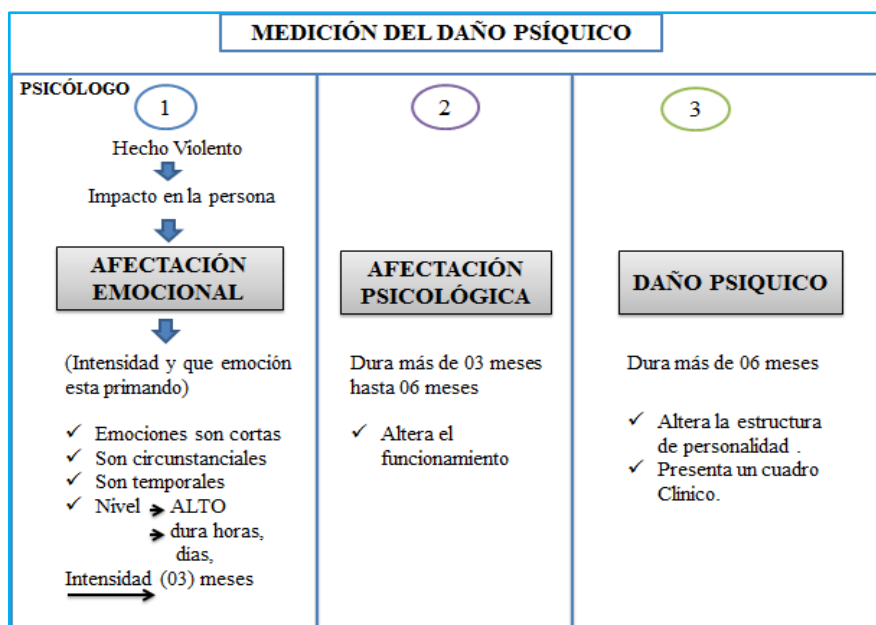 MEDICIÓN DEL DAÑO PSÍQUICO
PSICÓLOGO
1
Hecho Violento
Impacto en la persona
AFECTACIÓN
EMOCIONAL
(Intensidad y que emoción
esta primando)
✓ Emociones son cortas
✓ Son circunstanciales
✓ Son temporales
✓ Nivel → ALTO
→ dura horas,
días,
Intensidad (03) meses
2
AFECTACIÓN
PSICOLÓGICA
Dura más de 03 meses
hasta 06 meses
✓ Altera el
funcionamiento
3
DAÑO PSIQUICO
Dura más de 06 meses
✓ Altera la estructura
de personalidad .
✓ Presenta un cuadro
Clinico.